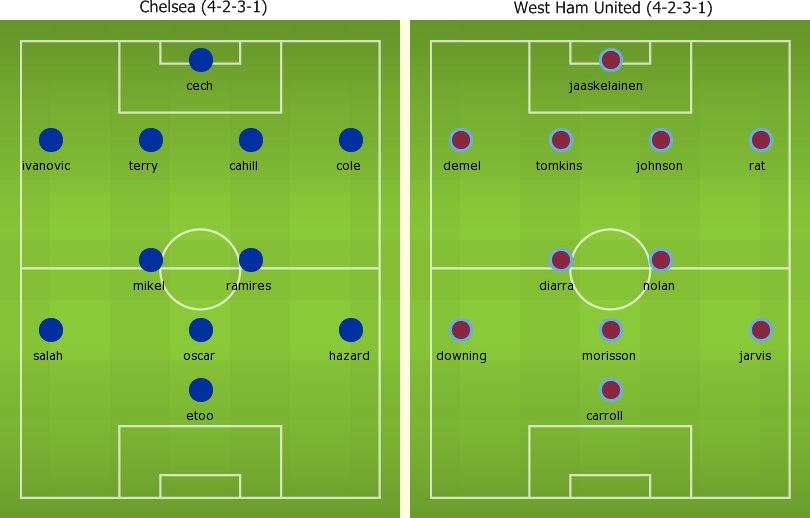 Chelsea (4-2-3-1)
cech
ivanovic terry cahill cole
mikel ramires
salah oscar hazard
etoo
West Ham United (4-2-3-1)
jaaskelainen
demel tomkins johnson rat
diarra nolan
downing morisson jarvis
carroll